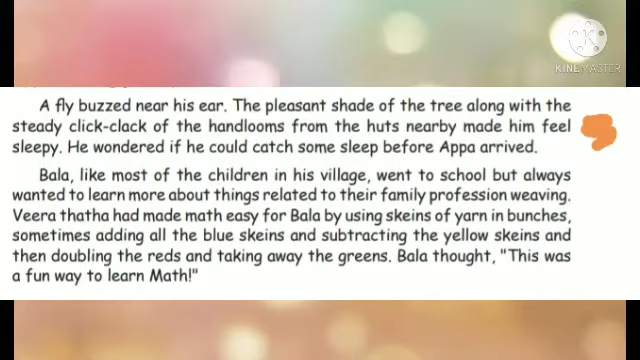 KINEMASTER
A fly buzzed near his ear. The pleasant shade of the tree along with the
steady click-clack of the handlooms from the huts nearby made him feel
sleepy. He wondered if he could catch some sleep before Appa arrived.
Bala, like most of the children in his village, went to school but always
wanted to learn more about things related to their family profession weaving.
Veera thatha had made math easy for Bala by using skeins of yarn in bunches,
sometimes adding all the blue skeins and subtracting the yellow skeins and
then doubling the reds and taking away the greens. Bala thought, "This was
a fun way to learn Math!"